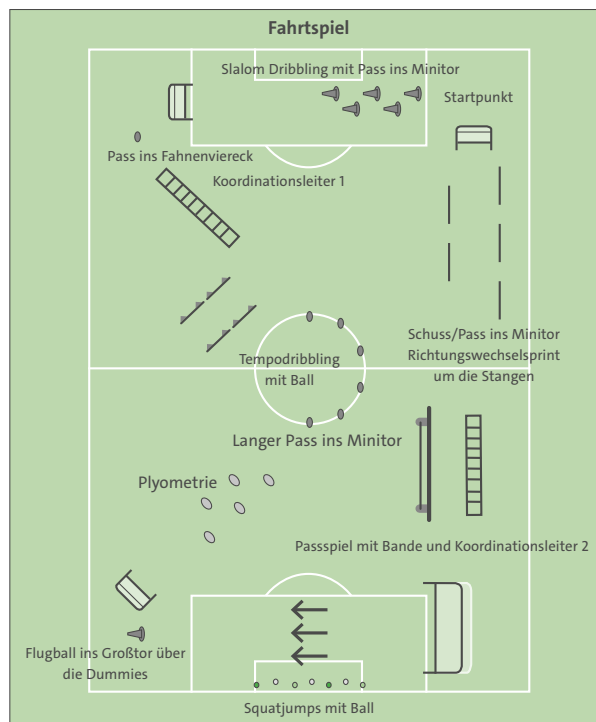 Fahrtspiel
Slalom Dribbling mit Pass ins Minitor
Startpunkt
Pass ins Fahnenviereck
Koordinationsleiter 1
Schuss/Pass ins Minitor
Richtungswechselsprint
um die Stangen
Tempodribbling
mit Ball
Langer Pass ins Minitor
Plyometrie
Passspiel mit Bande und Koordinationsleiter 2
Flugball ins Großtor über
die Dummies
Squatjumps mit Ball